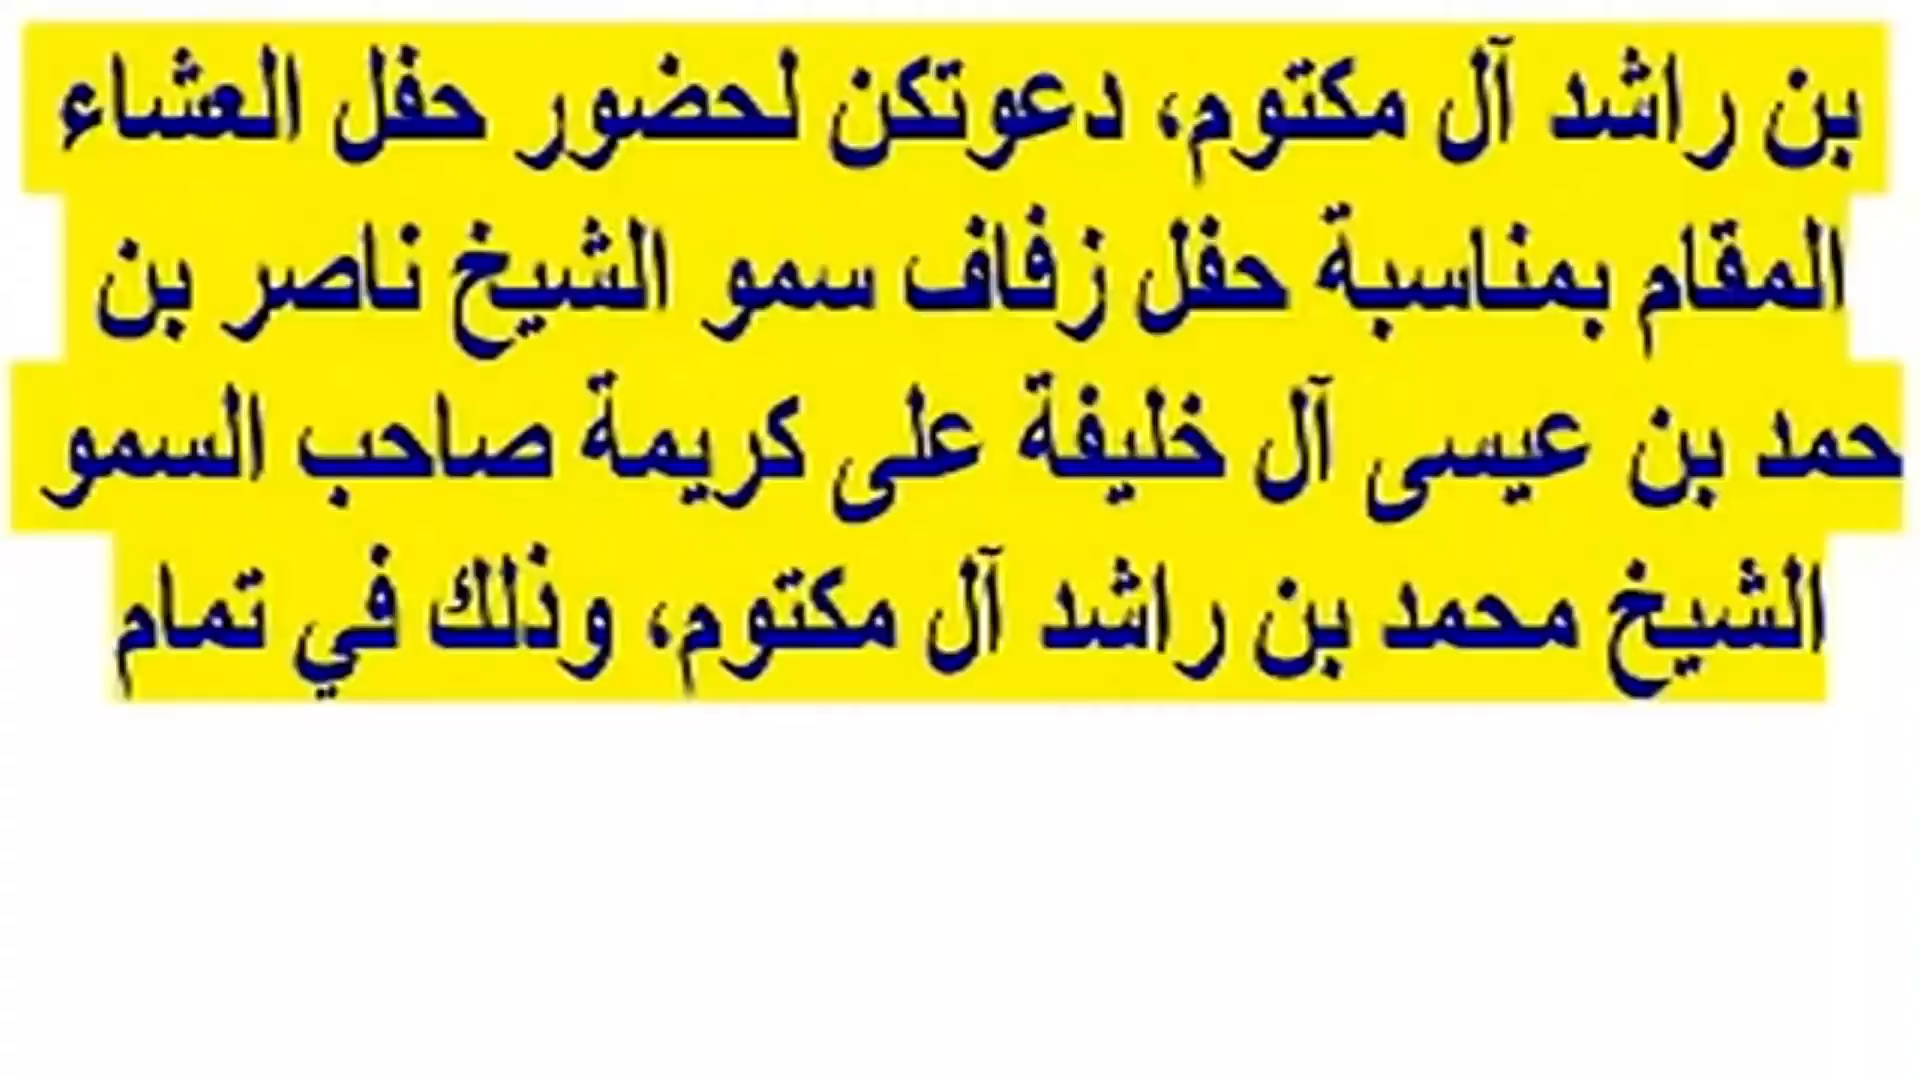 بن راشد آل مكتوم، دعوتكن لحضور حفل العشاء
المقام بمناسبة حفل زفاف سمو الشيخ ناصر بن
حمد بن عيسى آل خليفة على كريمة صاحب السمو
الشيخ محمد بن راشد آل مكتوم، وذلك في تمام